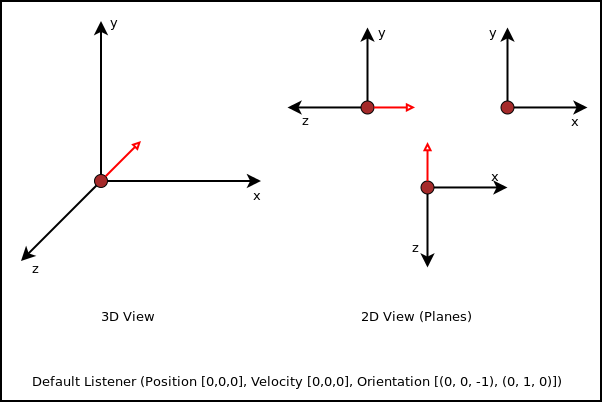 y
x
z
3D View
y
z
y
x
x
z
2D View (Planes)
Default Listener (Position [0,0,0], Velocity [0,0,0], Orientation [(0, 0, -1), (0, 1, 0)])